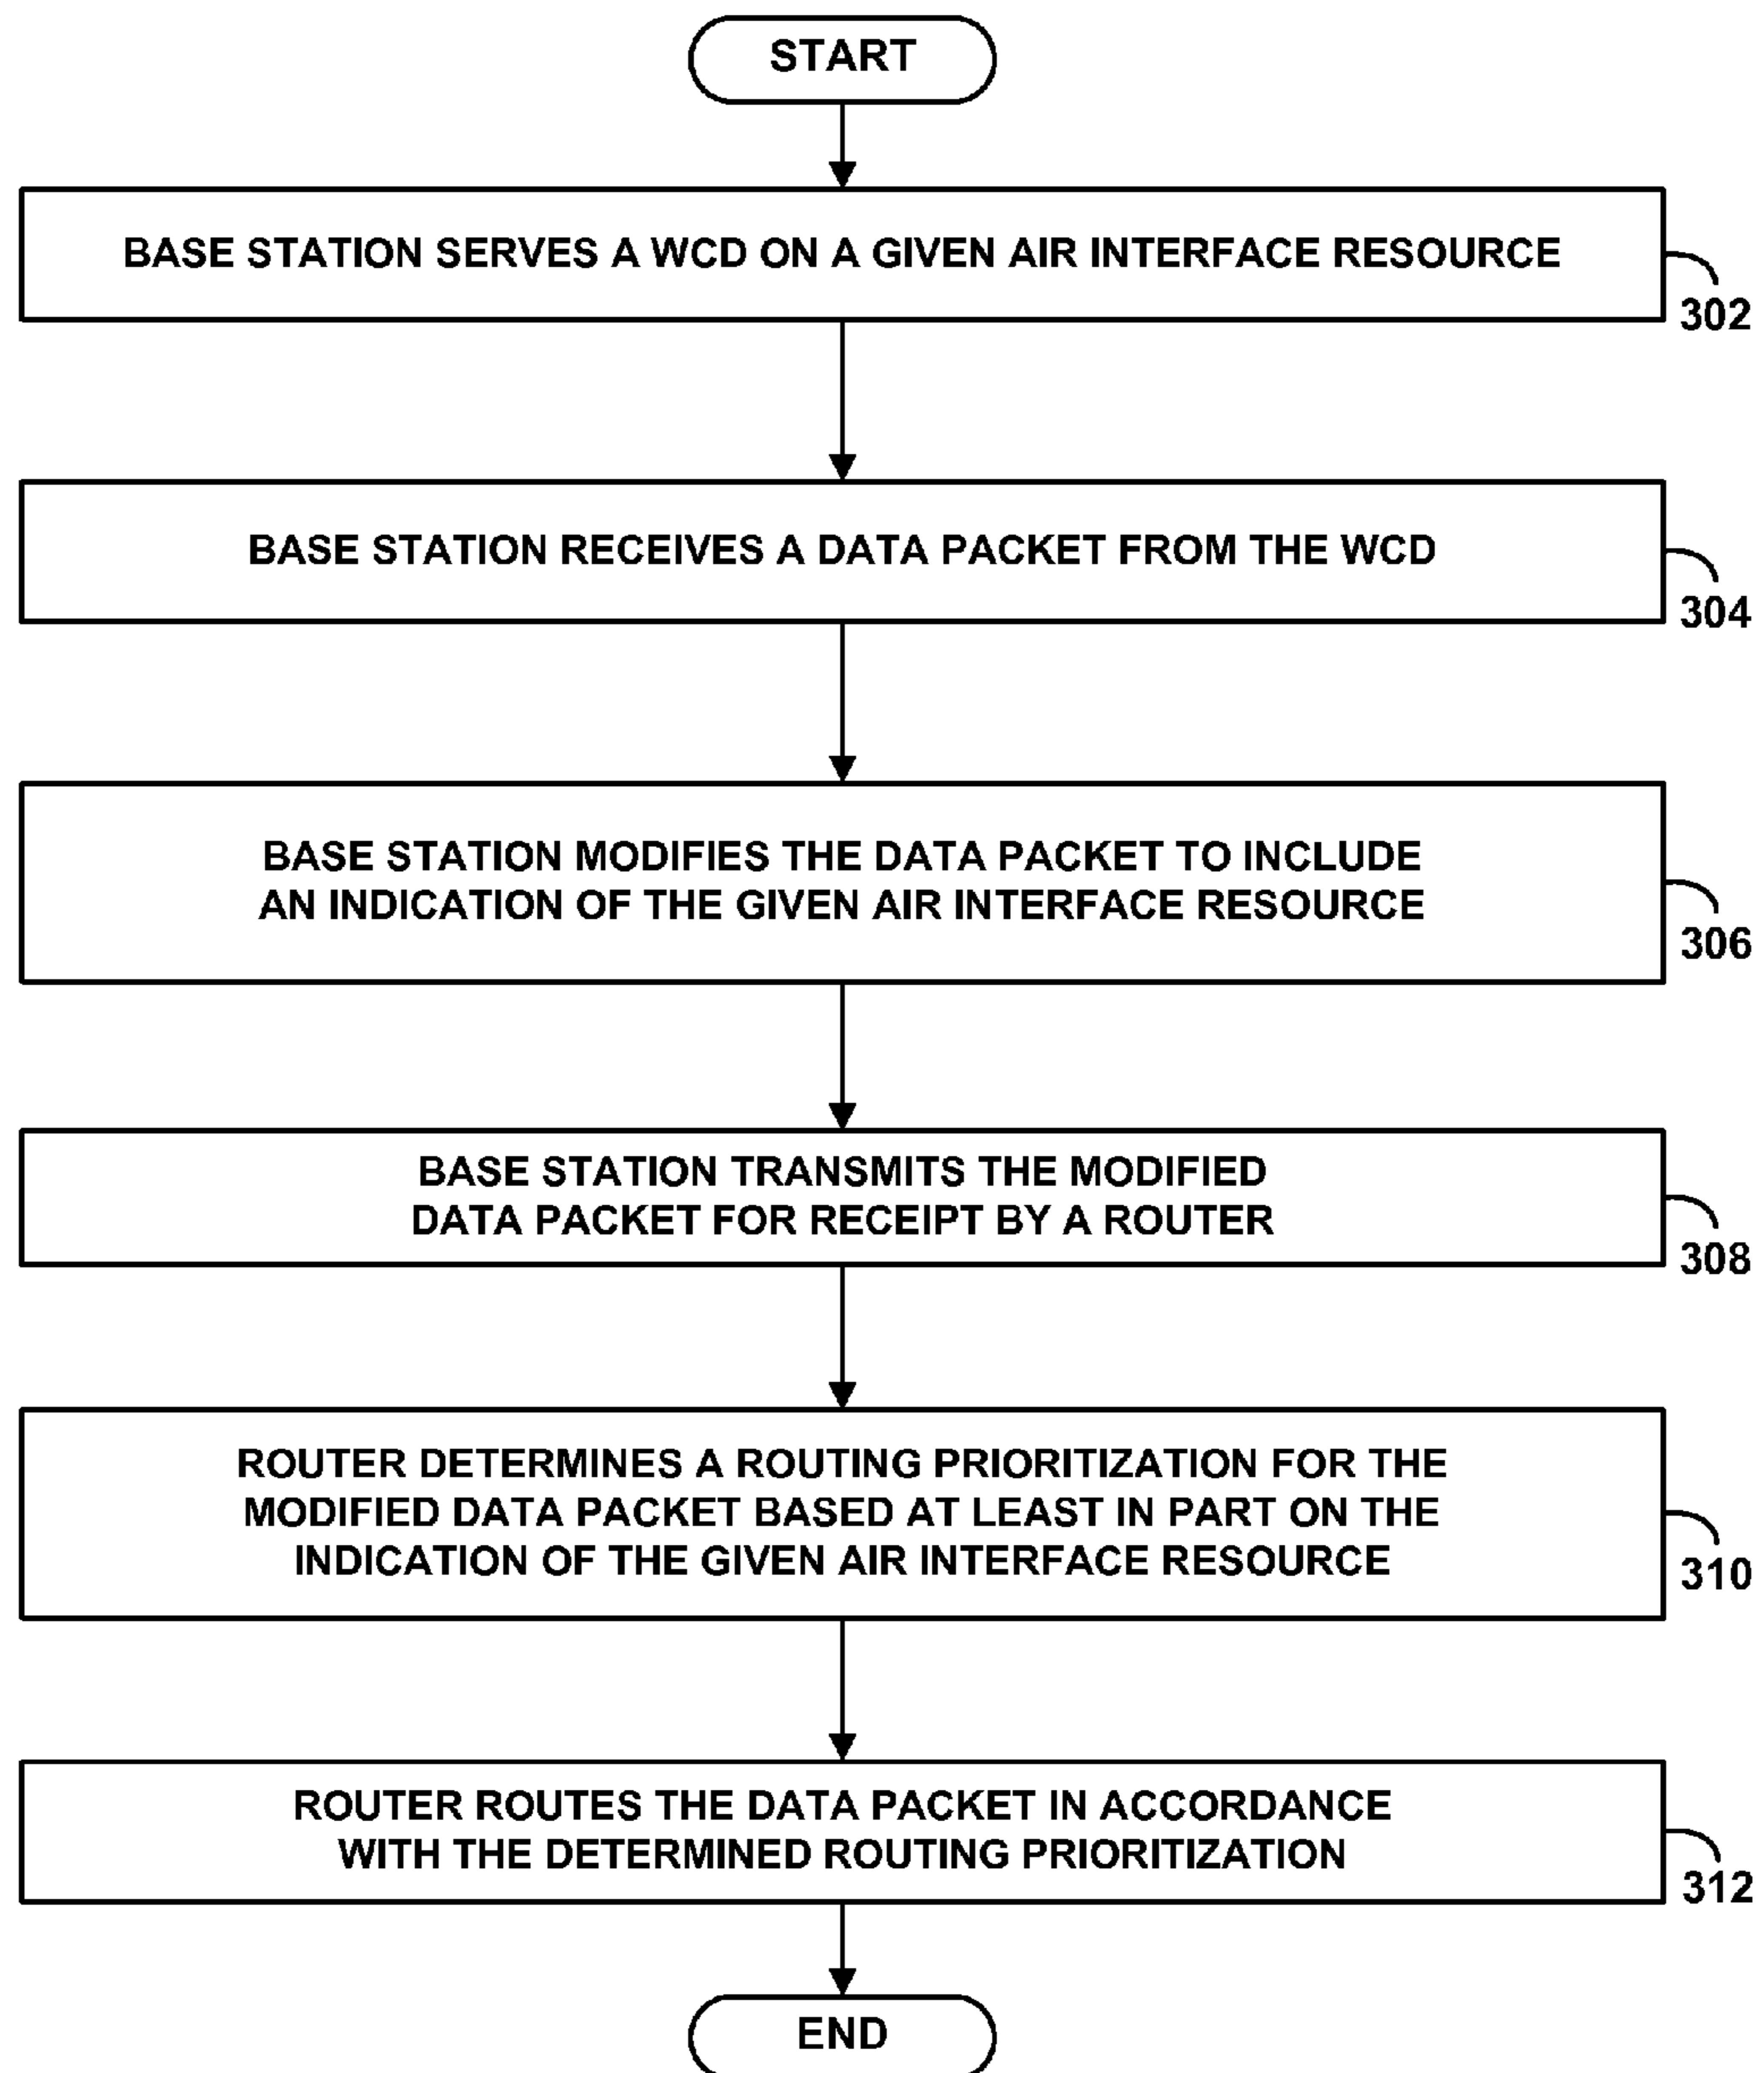 START
BASE STATION SERVES A WCD ON A GIVEN AIR INTERFACE RESOURCE
302
BASE STATION RECEIVES A DATA PACKET FROM THE WCD
304
BASE STATION MODIFIES THE DATA PACKET TO INCLUDE
AN INDICATION OF THE GIVEN AIR INTERFACE RESOURCE
306
BASE STATION TRANSMITS THE MODIFIED
DATA PACKET FOR RECEIPT BY A ROUTER
308
ROUTER DETERMINES A ROUTING PRIORITIZATION FOR THE
MODIFIED DATA PACKET BASED AT LEAST IN PART ON THE
INDICATION OF THE GIVEN AIR INTERFACE RESOURCE
310
ROUTER ROUTES THE DATA PACKET IN ACCORDANCE
WITH THE DETERMINED ROUTING PRIORITIZATION
312
END